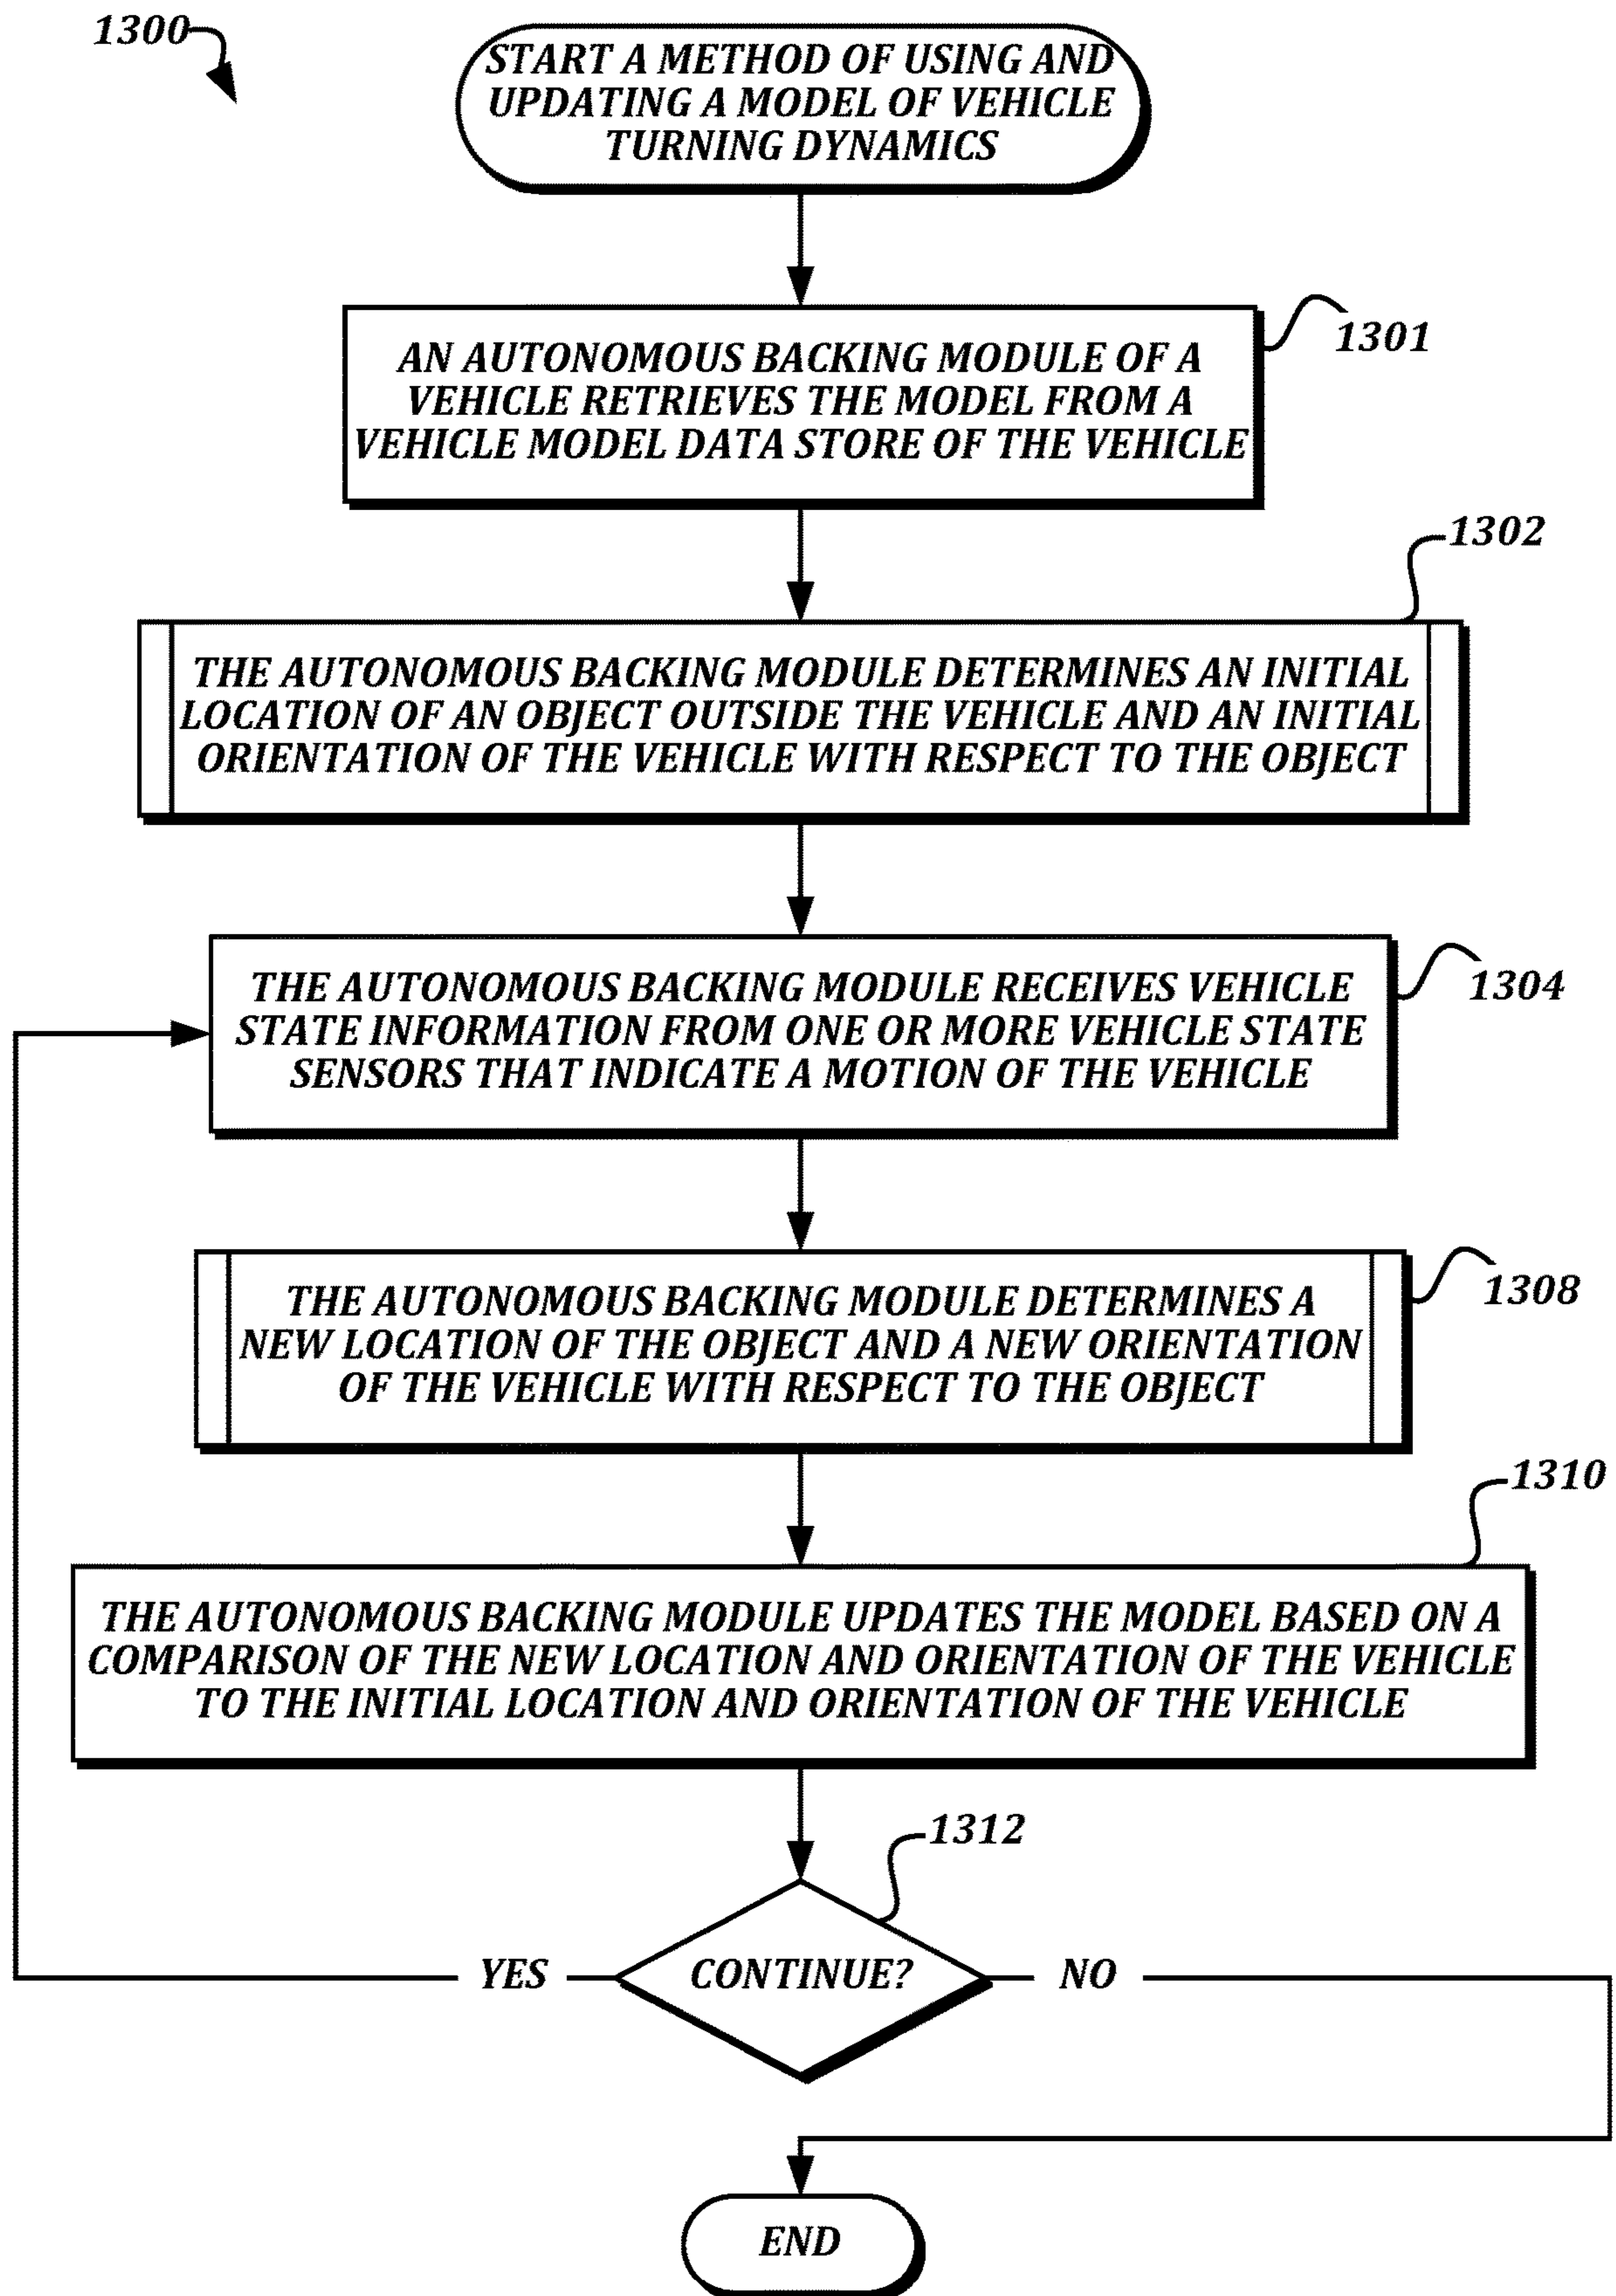 1300
START A METHOD OF USING AND
UPDATING A MODEL OF VEHICLE
TURNING DYNAMICS
1301
AN AUTONOMOUS BACKING MODULE OF A
VEHICLE RETRIEVES THE MODEL FROM A
VEHICLE MODEL DATA STORE OF THE VEHICLE
1302
THE AUTONOMOUS BACKING MODULE DETERMINES AN INITIAL
LOCATION OF AN OBJECT OUTSIDE THE VEHICLE AND AN INITIAL
ORIENTATION OF THE VEHICLE WITH RESPECT TO THE OBJECT
1304
THE AUTONOMOUS BACKING MODULE RECEIVES VEHICLE
STATE INFORMATION FROM ONE OR MORE VEHICLE STATE
SENSORS THAT INDICATE A MOTION OF THE VEHICLE
1308
THE AUTONOMOUS BACKING MODULE DETERMINES A
NEW LOCATION OF THE OBJECT AND A NEW ORIENTATION
OF THE VEHICLE WITH RESPECT TO THE OBJECT
1310
THE AUTONOMOUS BACKING MODULE UPDATES THE MODEL BASED ON A
COMPARISON OF THE NEW LOCATION AND ORIENTATION OF THE VEHICLE
TO THE INITIAL LOCATION AND ORIENTATION OF THE VEHICLE
1312
YES
CONTINUE?
NO
END